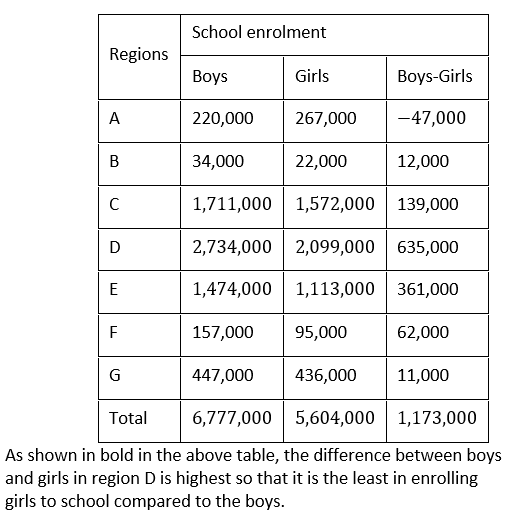 School enrolment
Regions
Boys Girls Boys-Girls
A 220,000 267,000 −47,000
B 34,000 22,000 12,000
C 1,711,000 1,572,000 139,000
D 2,734,000 2,099,000 635,000
E 1,474,000 1,113,000 361,000
F 157,000 95,000 62,000
G 447,000 436,000 11,000
Total 6,777,000 5,604,000 1,173,000
As shown in bold in the above table, the difference between boys
and girls in region D is highest so that it is the least in enrolling
girls to school compared to the boys.